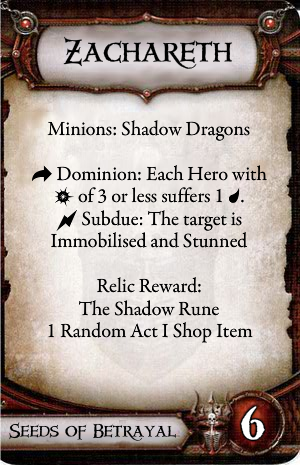 Zachareth
Minions: Shadow Dragons
Dominion: Each Hero with
of 3 or less suffers 1 .
Subdue: The target is
Immobilised and Stunned
Relic Reward:
The Shadow Rune
1 Random Act I Shop Item
Seeds of Betrayal
6